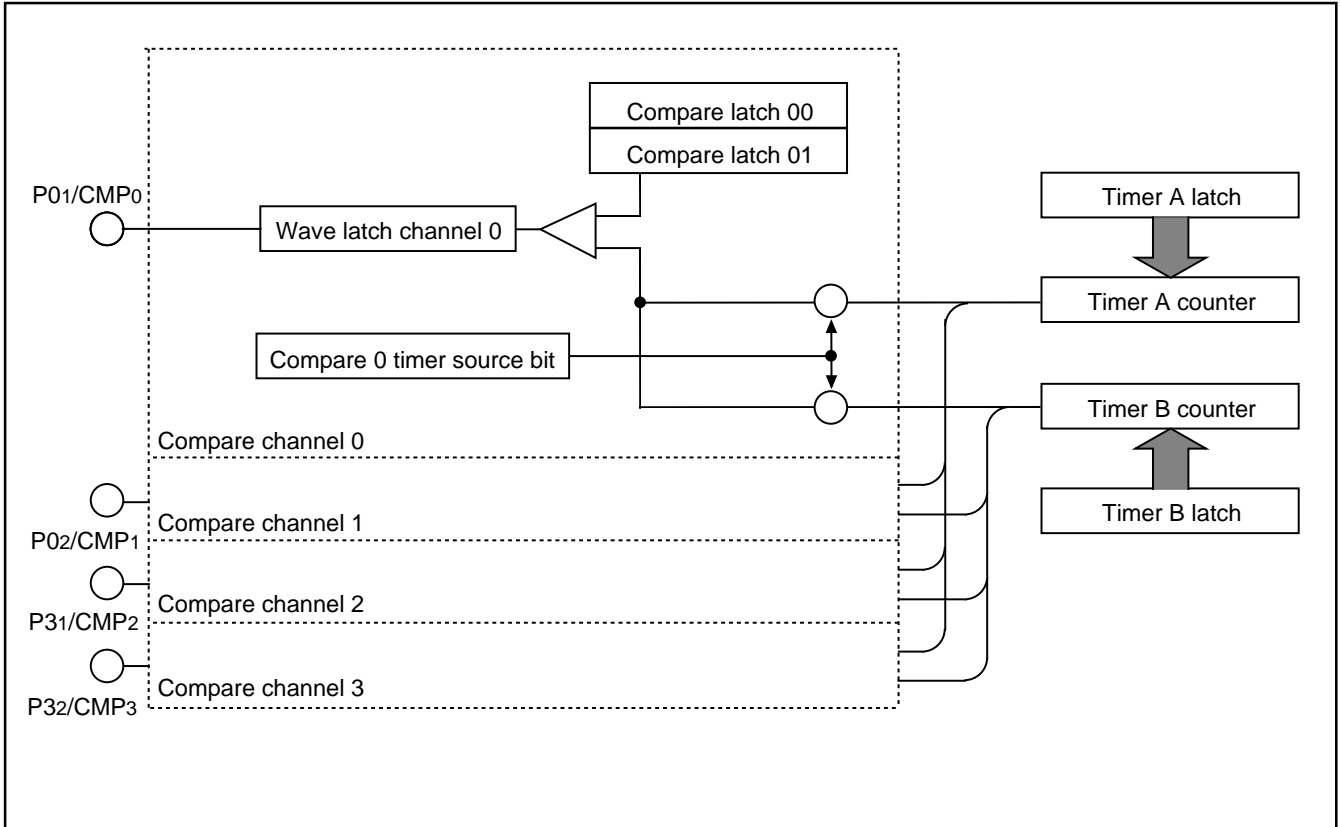 Compare latch 00
Compare latch 01
P01/CMP0
Wave latch channel 0
Timer A latch
Timer A counter
Compare 0 timer source bit
Timer B counter
Compare channel 0
Timer B latch
Compare channel 1
P02/CMP1
Compare channel 2
P31/CMP2
Compare channel 3
P32/CMP3